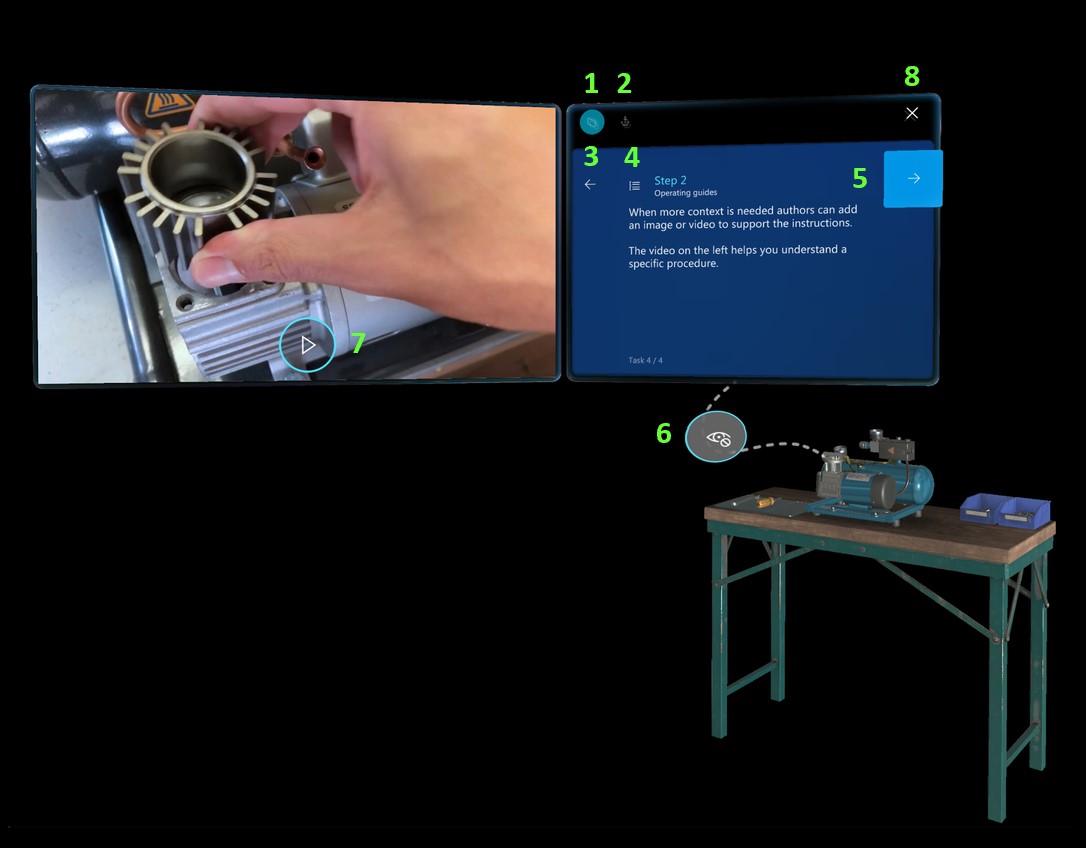 1 2 8
3 4 5
Step 2
Operating guides
When more context is needed authors can add
an image or video to support the instructions.
The video on the left helps you understand a
specific procedure.
7
Task 4 / 4
6